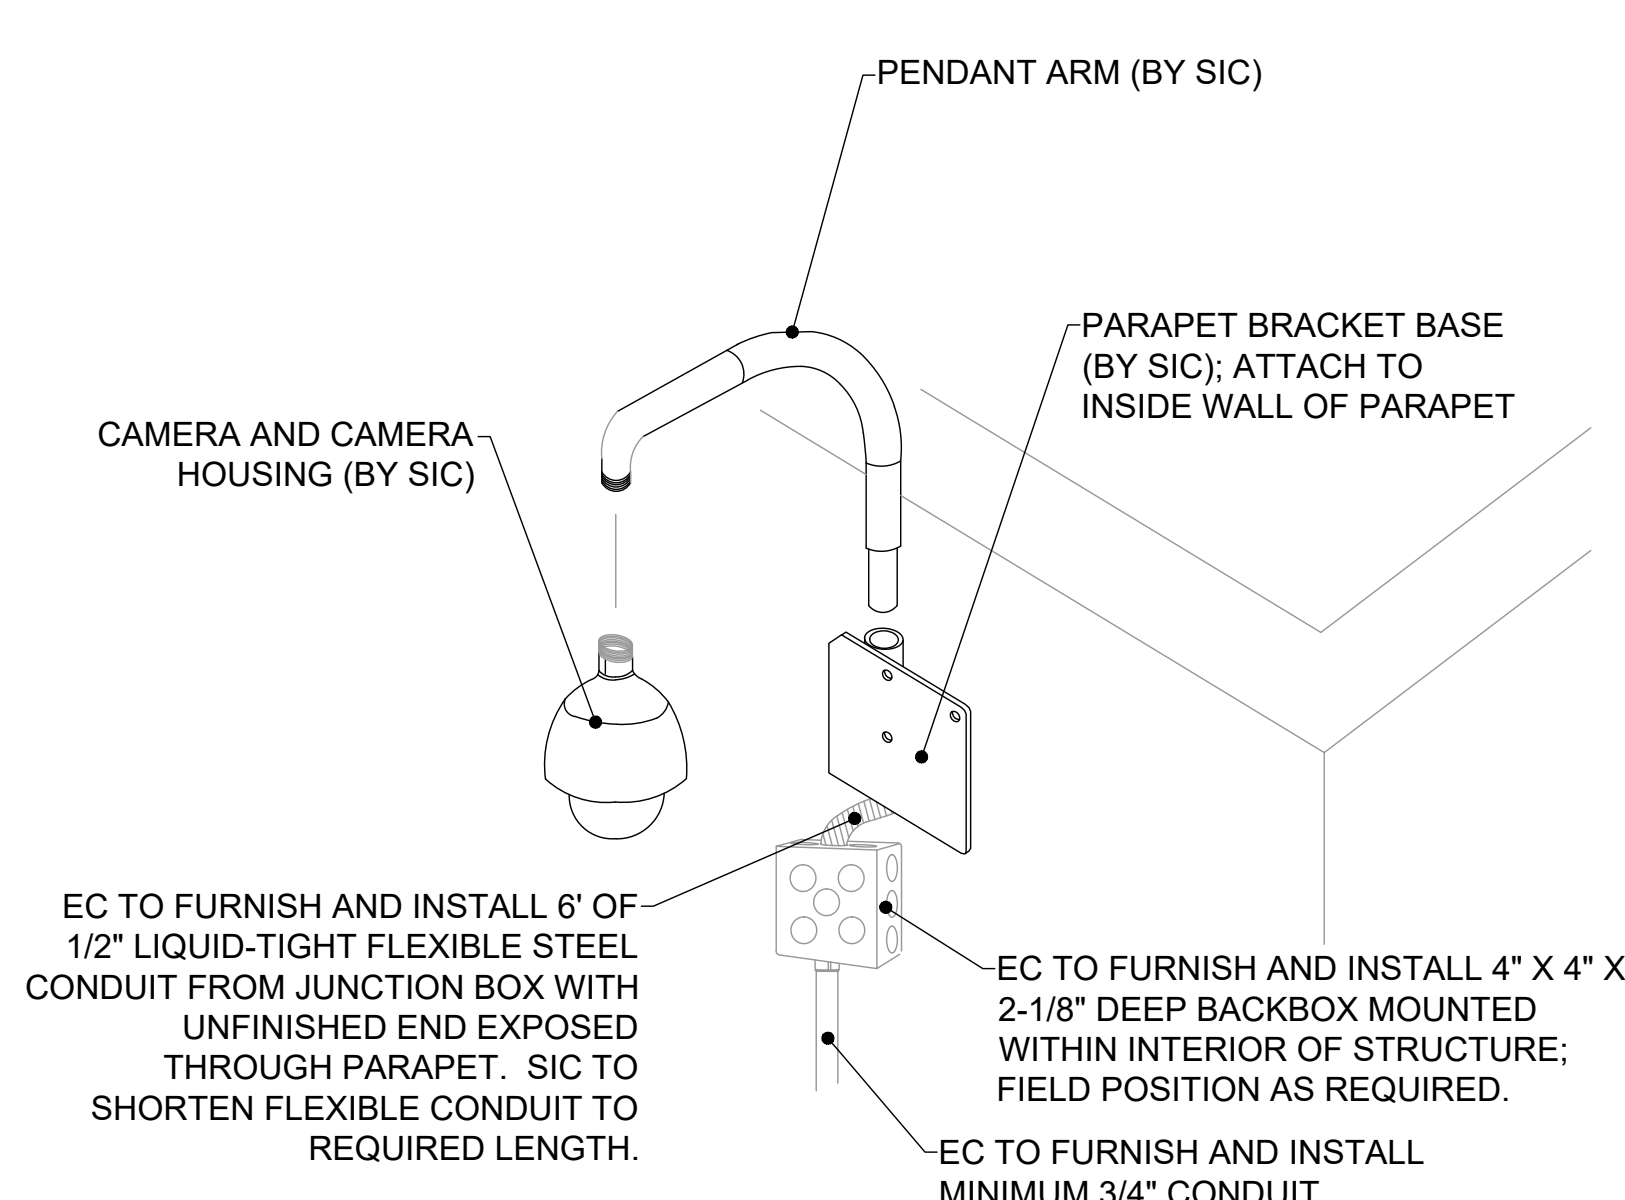 PENDANT ARM (BY SIC)
PARAPET BRACKET BASE
(BY SIC); ATTACH TO
INSIDE WALL OF PARAPET
CAMERA AND CAMERA
HOUSING (BY SIC)
EC TO FURNISH AND INSTALL 6' OF
1/2" LIQUID-TIGHT FLEXIBLE STEEL
CONDUIT FROM JUNCTION BOX WITH
UNFINISHED END EXPOSED
THROUGH PARAPET.  SIC TO
SHORTEN FLEXIBLE CONDUIT TO
REQUIRED LENGTH.
EC TO FURNISH AND INSTALL 4" X 4" X
2-1/8" DEEP BACKBOX MOUNTED
WITHIN INTERIOR OF STRUCTURE;
FIELD POSITION AS REQUIRED.
EC TO FURNISH AND INSTALL
MINIMUM 3/4" CONDUIT